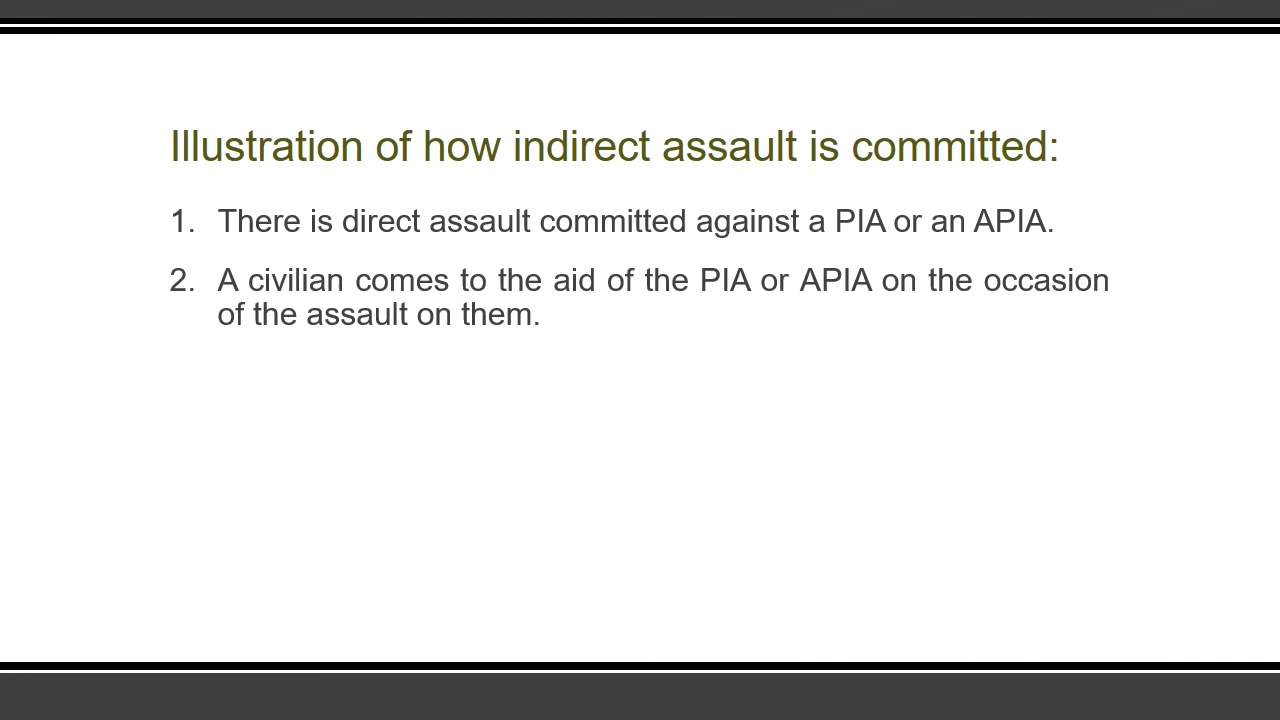 Illustration of how indirect assault is committed:
1. There is direct assault committed against a PIA or an APIA.
2. A civilian comes to the aid of the PIA or APIA on the occasion
of the assault on them.